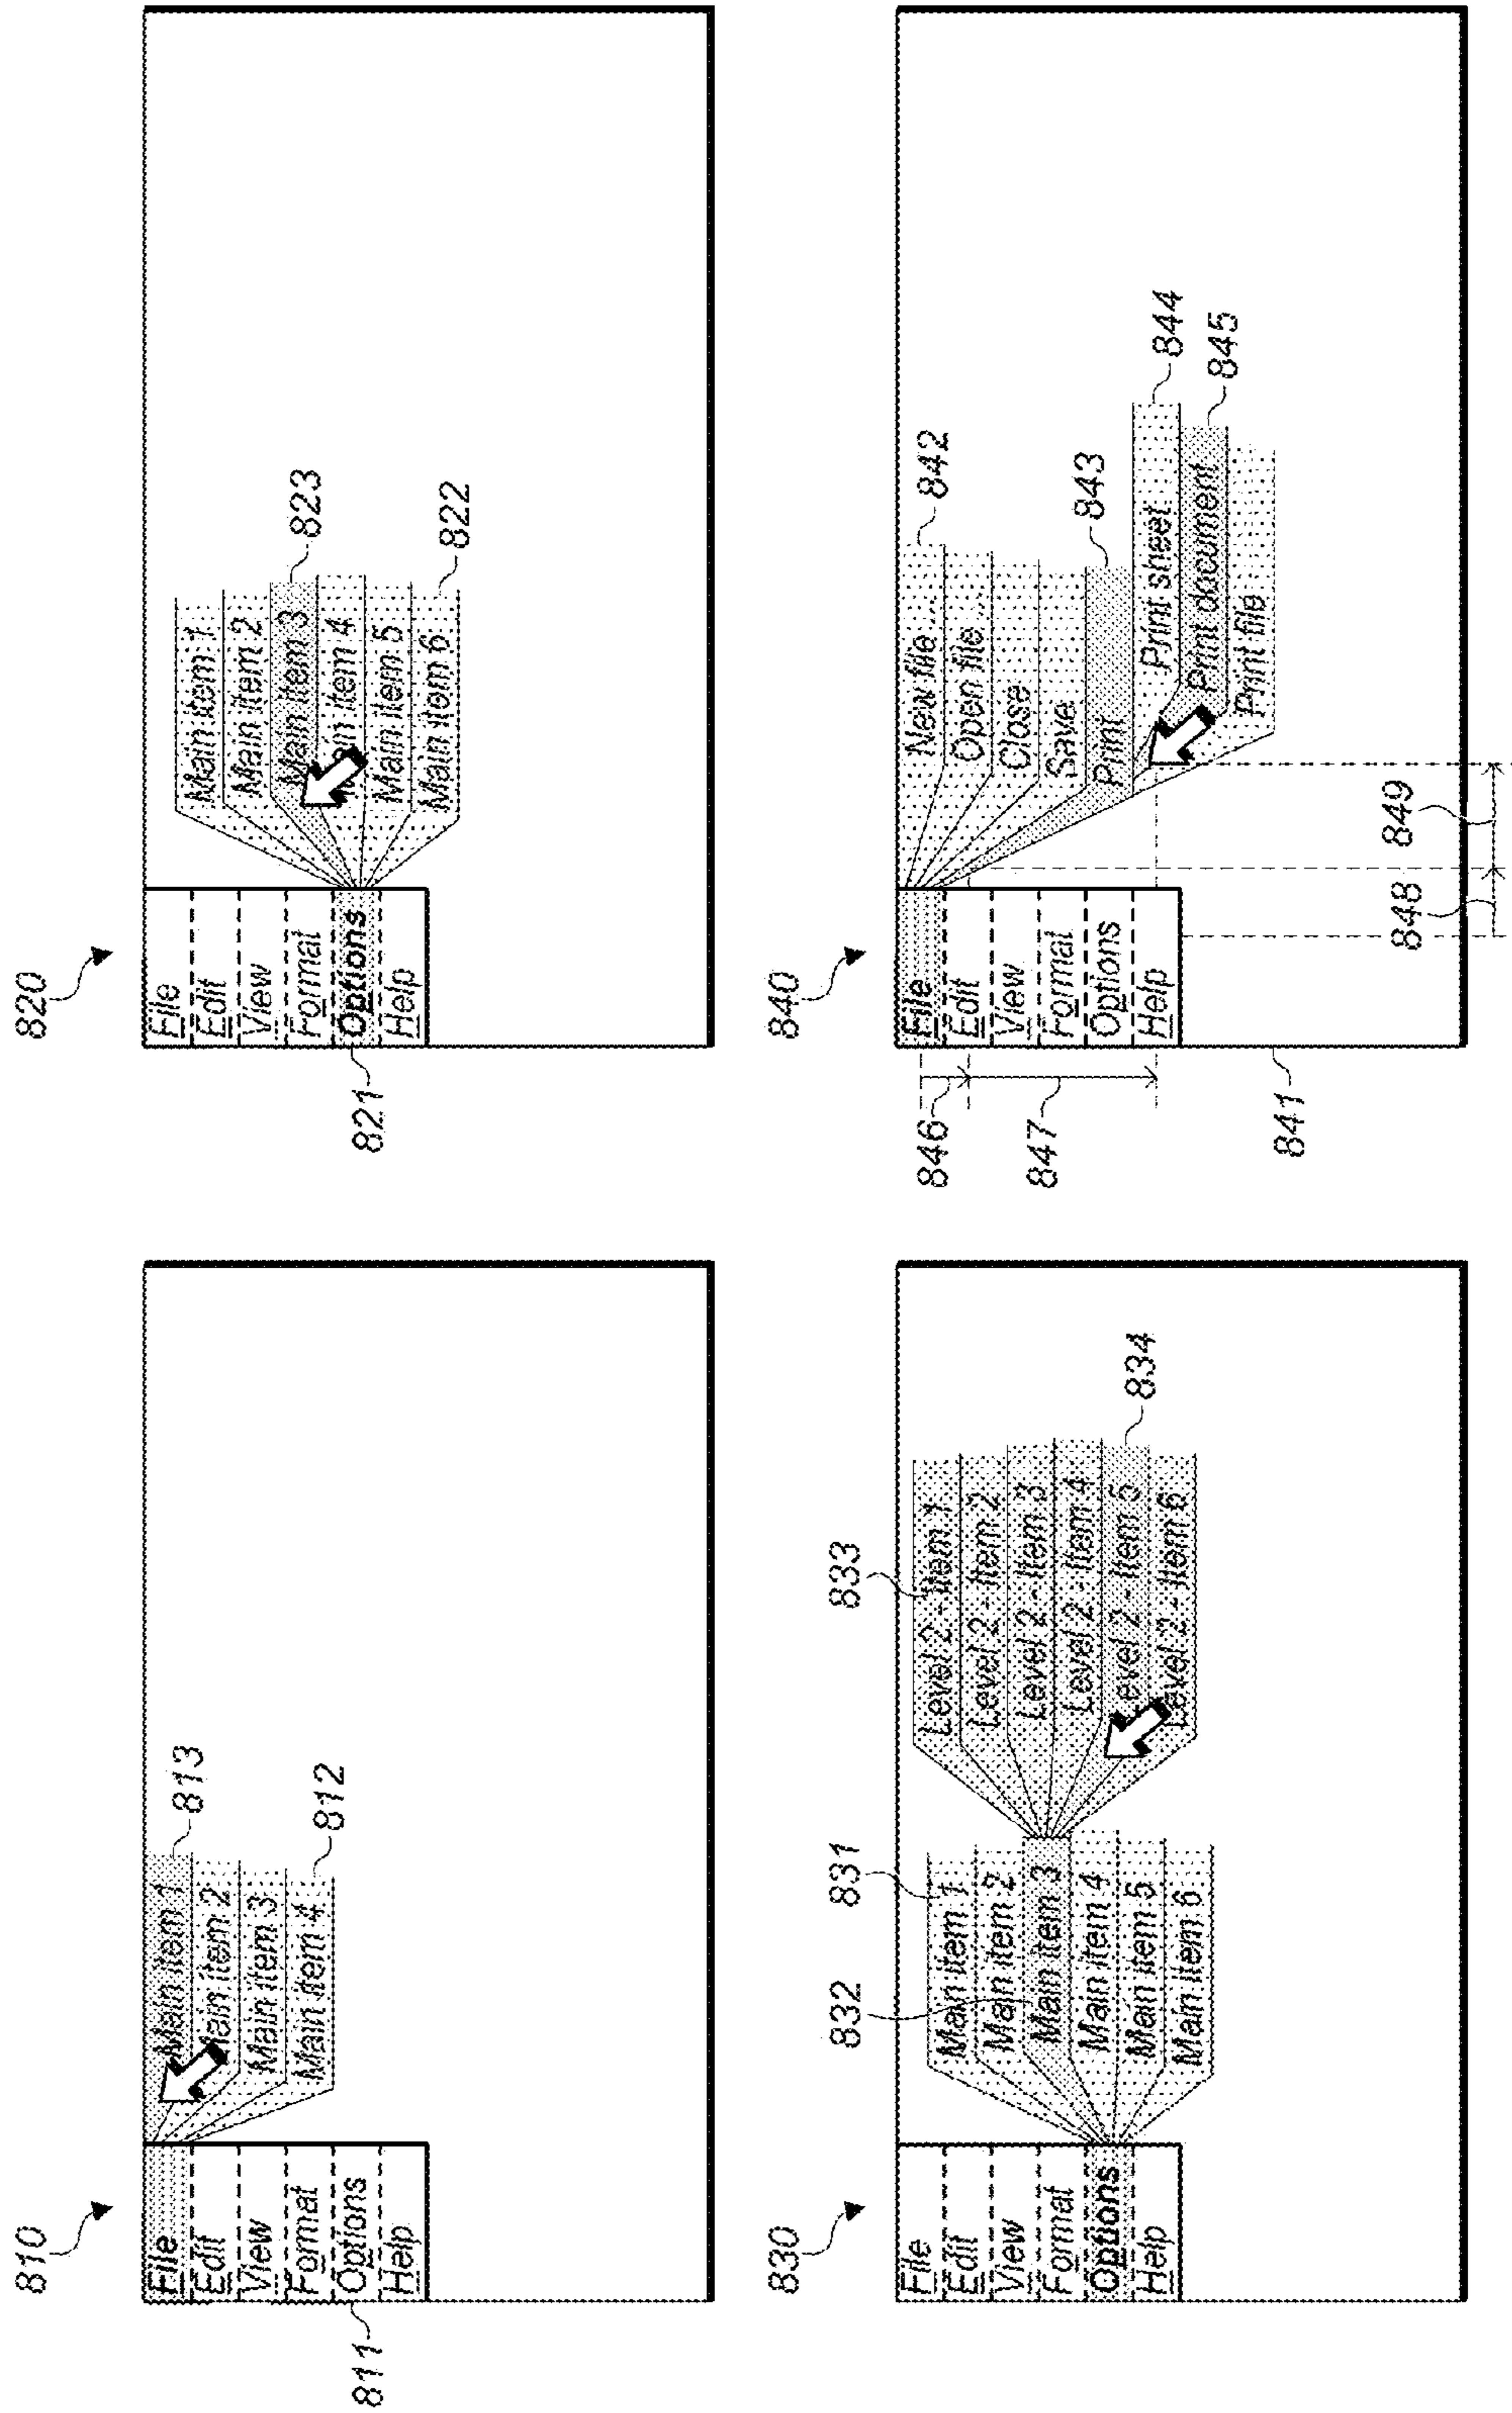 810
File
Edit
View
Format
Options
Help
811
Main item 1
Main item 2
Main item 3
Main item 4
813
812
820
File
Edit
View
Format
Options
Help
821
Main item 1
Main item 2
Main item 3
Main item 4
Main item 5
Main item 6
823
822
830
File
Edit
View
Format
Options
Help
832
831
833
Main item 1
Main item 2
Main item 3
Main item 4
Main item 5
Main item 6
Level 2 - Item 1
Level 2 - Item 2
Level 2 - Item 3
Level 2 - Item 4
Level 2 - Item 5
Level 2 - Item 6
834
840
File
Edit
View
Format
Options
Help
846
847
841
New file...
Open file...
Close
Save
Print
842
843
Print sheet
Print document
Print file
844
845
848
849